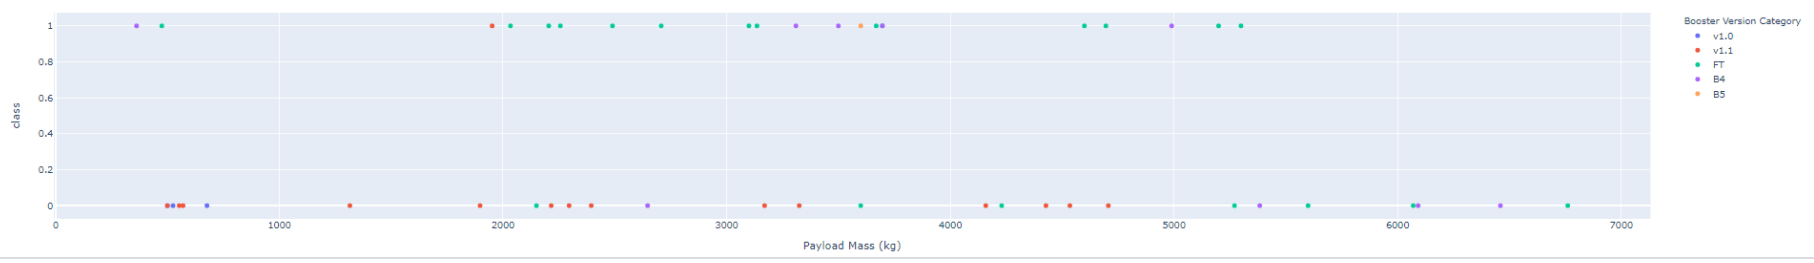 Booster Version Category
v1.0
v1.1
FT
B4
B5
class
1
0.8
0.6
0.4
0.2
0
0 1000 2000 3000 4000 5000 6000 7000
Payload Mass (kg)